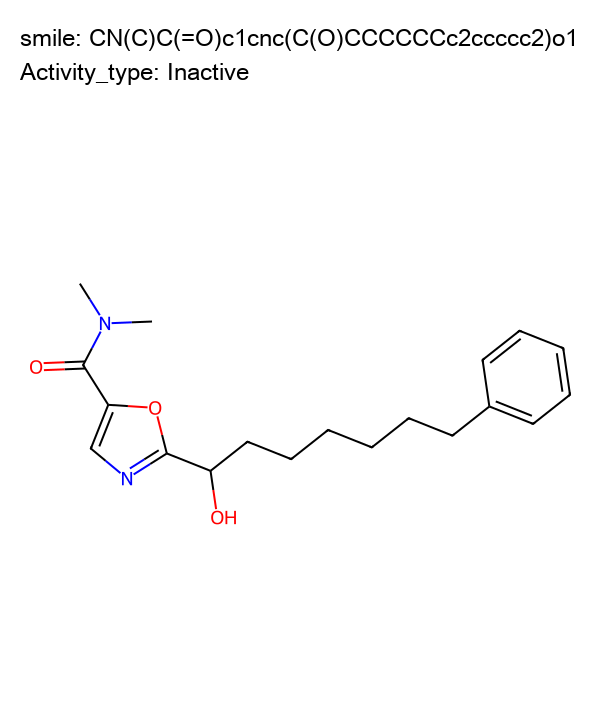 smile: CN(C)C(=O)c1cnc(C(O)CCCCCCc2ccccc2)o1
Activity_type: Inactive
N
O
O
N
OH